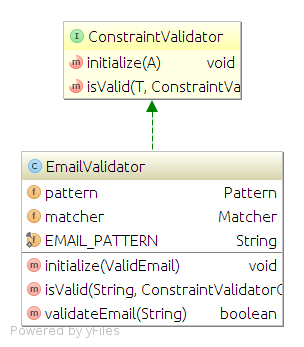 ConstraintValidator
initialize(A) void
isValid(T, ConstraintVa
EmailValidator
pattern Pattern
matcher Matcher
EMAIL_PATTERN String
initialize(ValidEmail) void
isValid(String, ConstraintValidatorC
validateEmail(String) boolean
Powered by yFiles